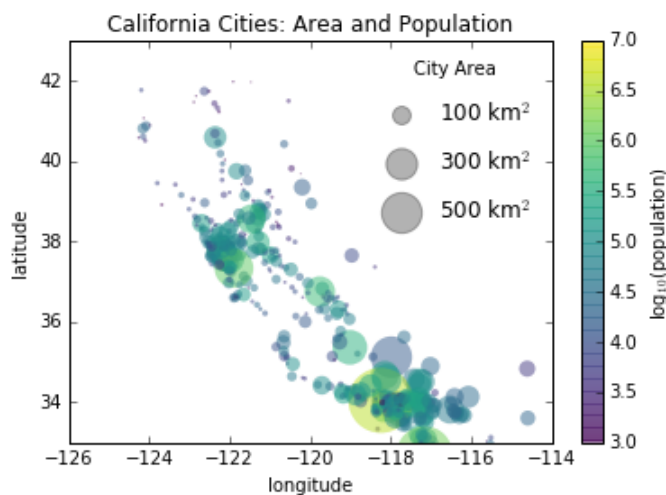 California Cities: Area and Population
City Area
100 km²
300 km²
500 km²
latitude
42
40
38
36
34
−126
−124
−122
−120
−118
−116
−114
longitude
7.0
6.5
6.0
5.5
5.0
4.5
4.0
3.5
3.0
log₁₀(population)